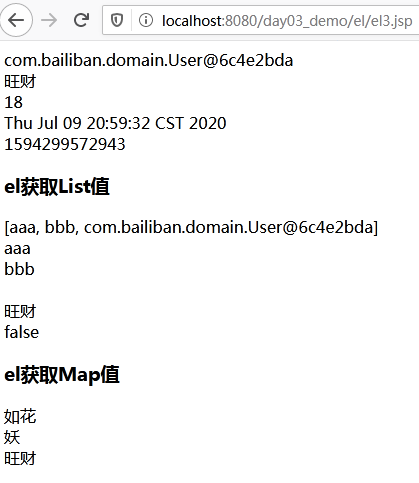 localhost:8080/day03_demo/el/el3.jsp
com.bailiban.domain.User@6c4e2bda
旺财
18
Thu Jul 09 20:59:32 CST 2020
1594299572943
el获取List值
[aaa, bbb, com.bailiban.domain.User@6c4e2bda]
aaa
bbb
旺财
false
el获取Map值
如花
妖
旺财